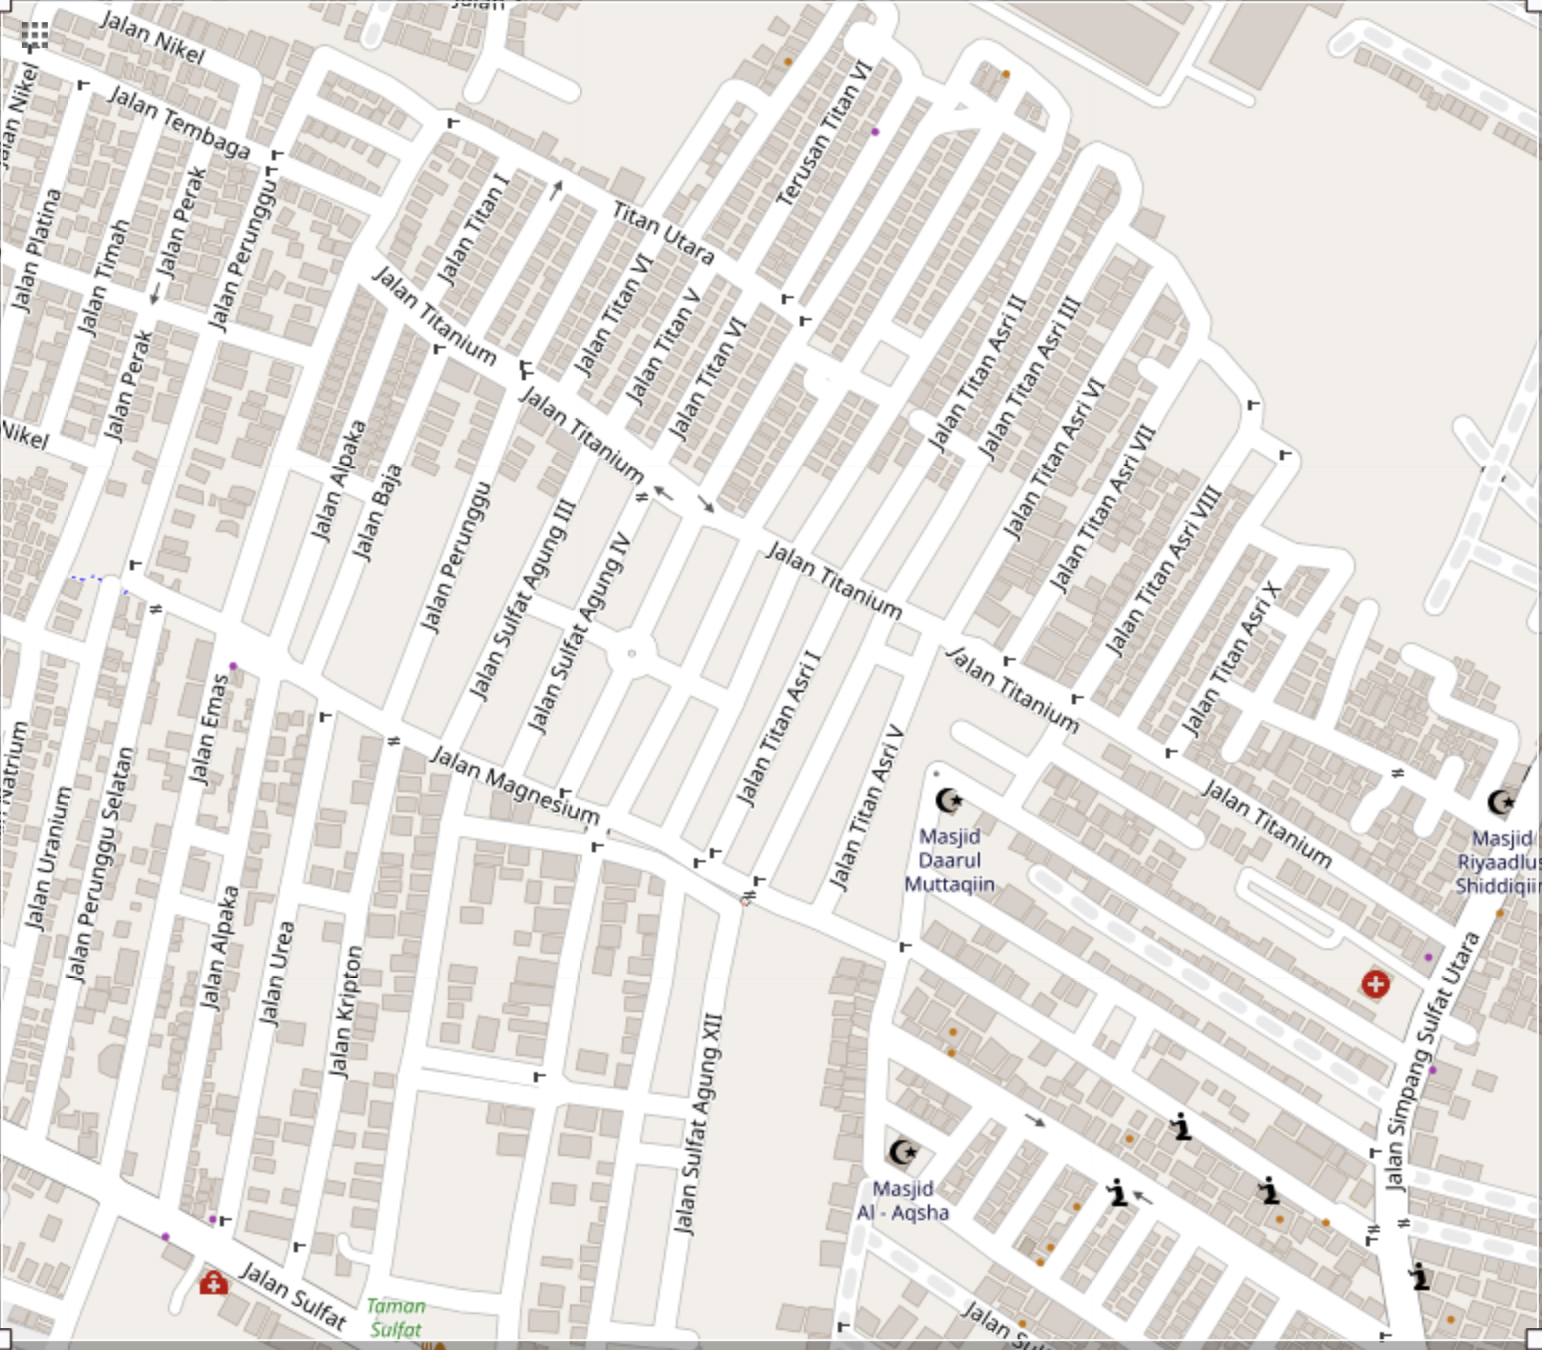 Jalan
Jalan Nikel
Jalan Nikel
Jalan Tembaga
Terusan Titan VI
Jalan Platina
Jalan Timah
Jalan Perak
Jalan Perunggu
Jalan Titan I
Titan Utara
Jalan Titanium
Jalan Titan VI
Jalan Titan V
Jalan Titan VI
Jalan Titan Asri II
Jalan Titan Asri III
Jalan Perak
Nikel
Jalan Alpaka
Jalan Baja
Jalan Titanium
Jalan Titan Asri VI
Jalan Titan Asri VII
Jalan Titan Asri VIII
Jalan Perunggu
Jalan Sulfat Agung III
Jalan Sulfat Agung IV
Jalan Titanium
Jalan Titan Asri X
Jalan Titanium
Jalan Titan Asri I
Jalan Titan Asri V
Jalan Emas
Jalan Magnesium
Natrium
Jalan Uranium
Jalan Perunggu Selatan
Jalan Titanium
Masjid
Daarul
Muttaqiin
Masjid
Riyaadlus
Shiddiqiin
Jalan Alpaka
Jalan Urea
Jalan Kripton
Jalan Simpang Sulfat Utara
Jalan Sulfat Agung XII
Masjid
Al - Aqsha
Jalan Sulfat
Taman
Sulfat
Jalan Sul